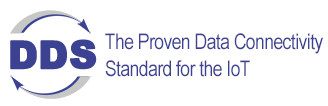 DDS
The Proven Data Connectivity
Standard for the IoT